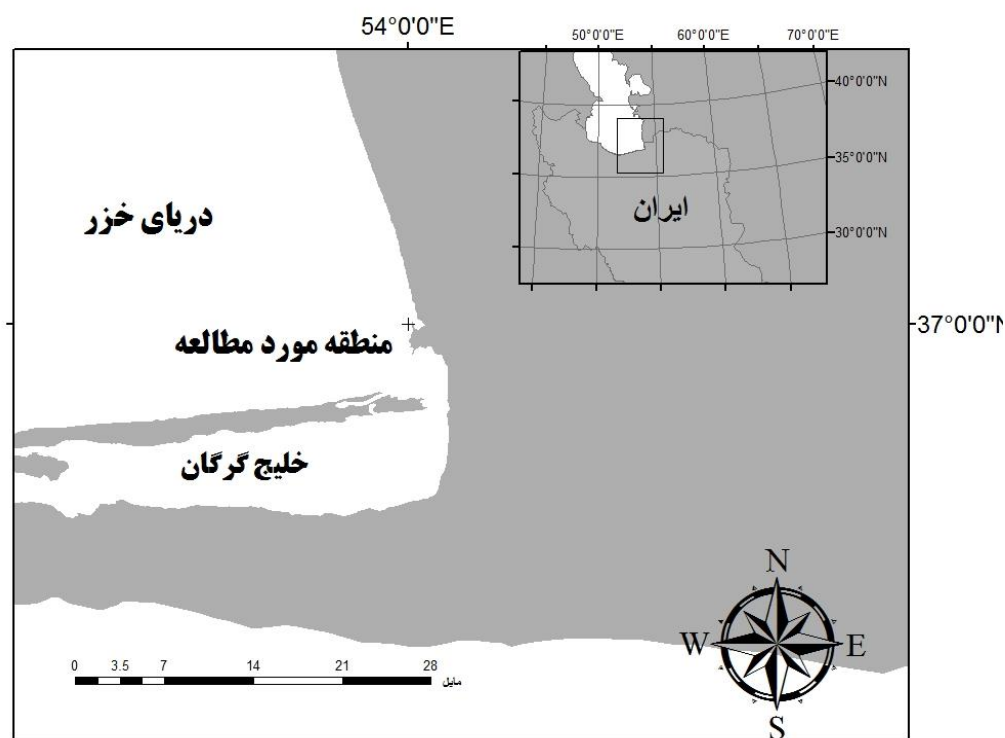 54°0'0"E
50°0'0"E 60°0'0"E 70°0'0"E
40°0'0"N
35°0'0"N
30°0'0"N
ایران
دریای خزر
37°0'0"N
منطقه مورد مطالعه
خلیج گرگان
N
W E
S
0 3.5 7 14 21 28
مایل